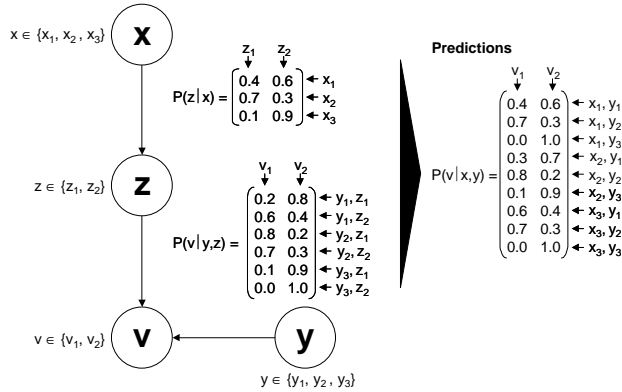 x ∈ {x1, x2, x3}
x
z1 z2
P(z|x) =
0.4 0.6 x1
0.7 0.3 x2
0.1 0.9 x3
z ∈ {z1, z2}
z
v1 v2
P(v|y,z) =
0.2 0.8 y1, z1
0.6 0.4 y1, z2
0.8 0.2 y2, z1
0.7 0.3 y2, z2
0.1 0.9 y3, z1
0.0 1.0 y3, z2
v ∈ {v1, v2}
v
y
y ∈ {y1, y2, y3}
Predictions
v1 v2
P(v|x,y) =
0.4 0.6 x1, y1
0.7 0.3 x1, y2
0.0 1.0 x1, y3
0.3 0.7 x2, y1
0.8 0.2 x2, y2
0.1 0.9 x2, y3
0.6 0.4 x3, y1
0.7 0.3 x3, y2
0.0 1.0 x3, y3